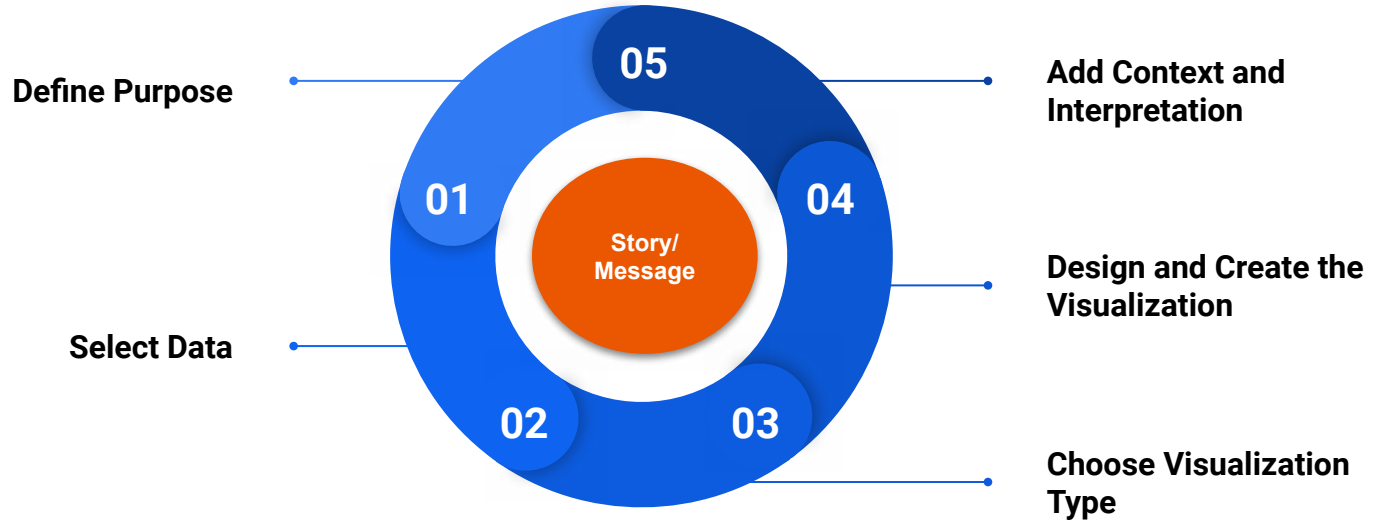 Define Purpose
01
Select Data
02
03
Choose Visualization
Type
04
Design and Create the
Visualization
05
Add Context and
Interpretation
Story/
Message